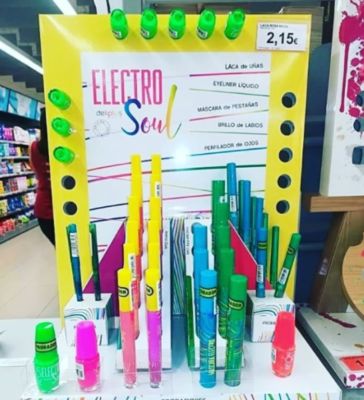 2,15€
ELECTRO
deliplus
Soul
LACA de UÑAS
EYELINER LÍQUIDO
MÁSCARA de PESTAÑAS
BRILLO de LABIOS
PERFILADOR de OJOS